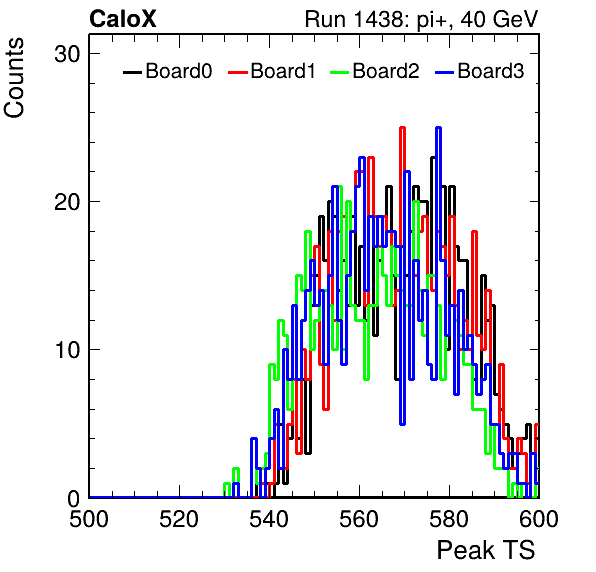 CaloX Run 1438: pi+, 40 GeV
Counts
30
Board0 Board1 Board2 Board3
20
10
0
500 520 540 560 580 600
Peak TS